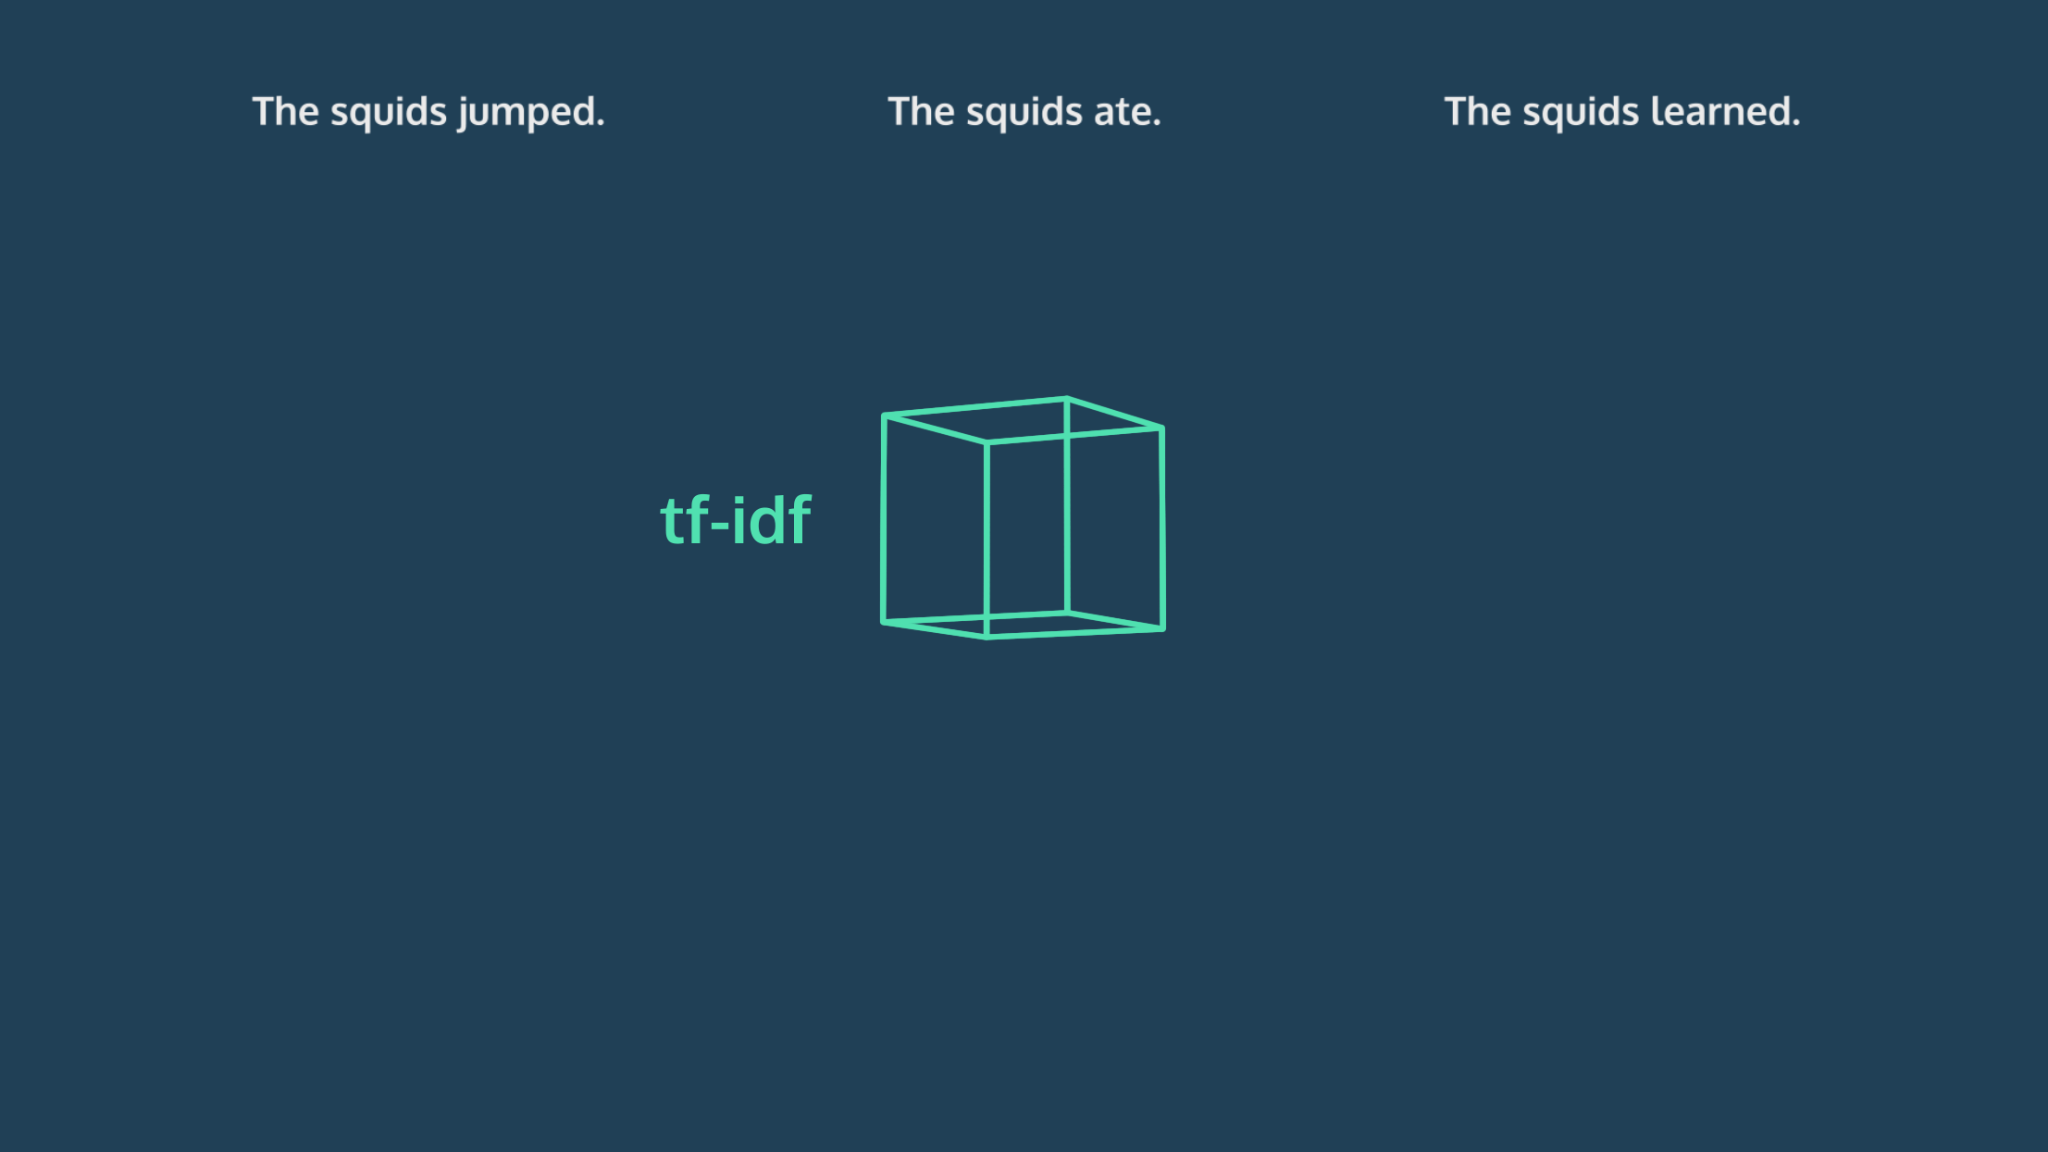 The squids jumped.
The squids ate.
The squids learned.
tf-idf